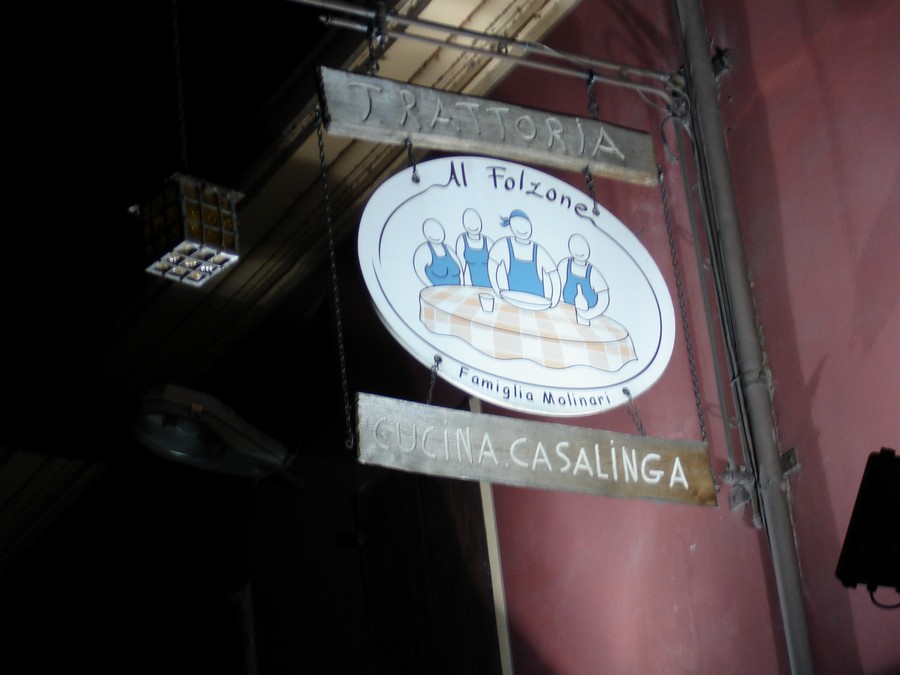 TRATTORIA
Al Folzone
Famiglia Molinari
CUCINA.CASALINGA